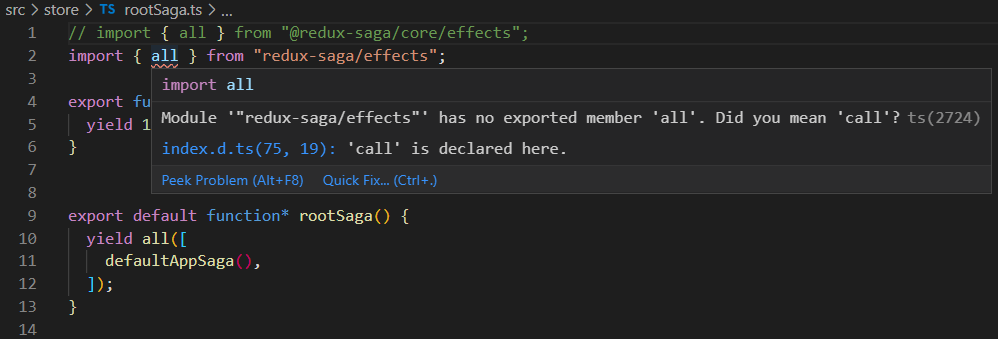 src > store > TS rootSaga.ts > ...
1 // import { all } from "@redux-saga/core/effects";
2 import { all } from "redux-saga/effects";
3
import all
4 export fu
Module '"redux-saga/effects"' has no exported member 'all'. Did you mean 'call'? ts(2724)
5 yield 1
index.d.ts(75, 19): 'call' is declared here.
6 }
7
Peek Problem (Alt+F8) Quick Fix... (Ctrl+.)
8
9 export default function* rootSaga() {
10 yield all([
11 defaultAppSaga(),
12 ]);
13 }
14